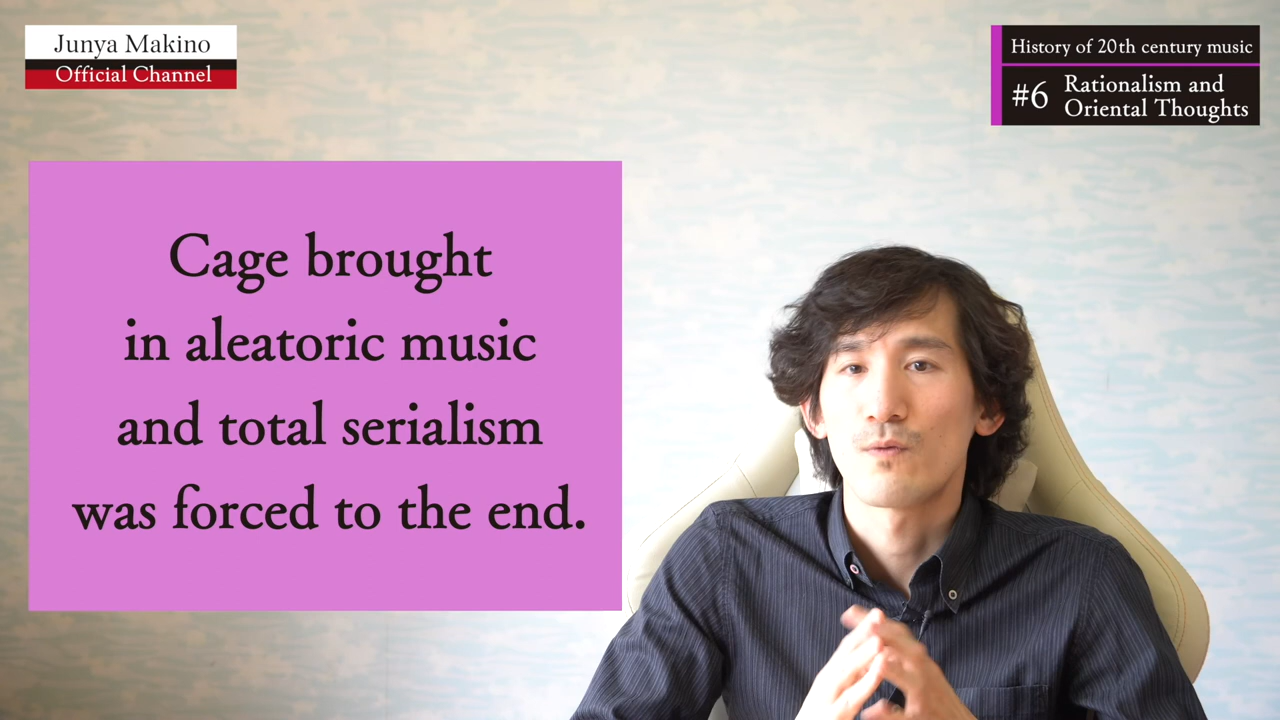 Junya Makino
Official Channel
History of 20th century music
#6 Rationalism and
Oriental Thoughts
Cage brought
in aleatoric music
and total serialism
was forced to the end.